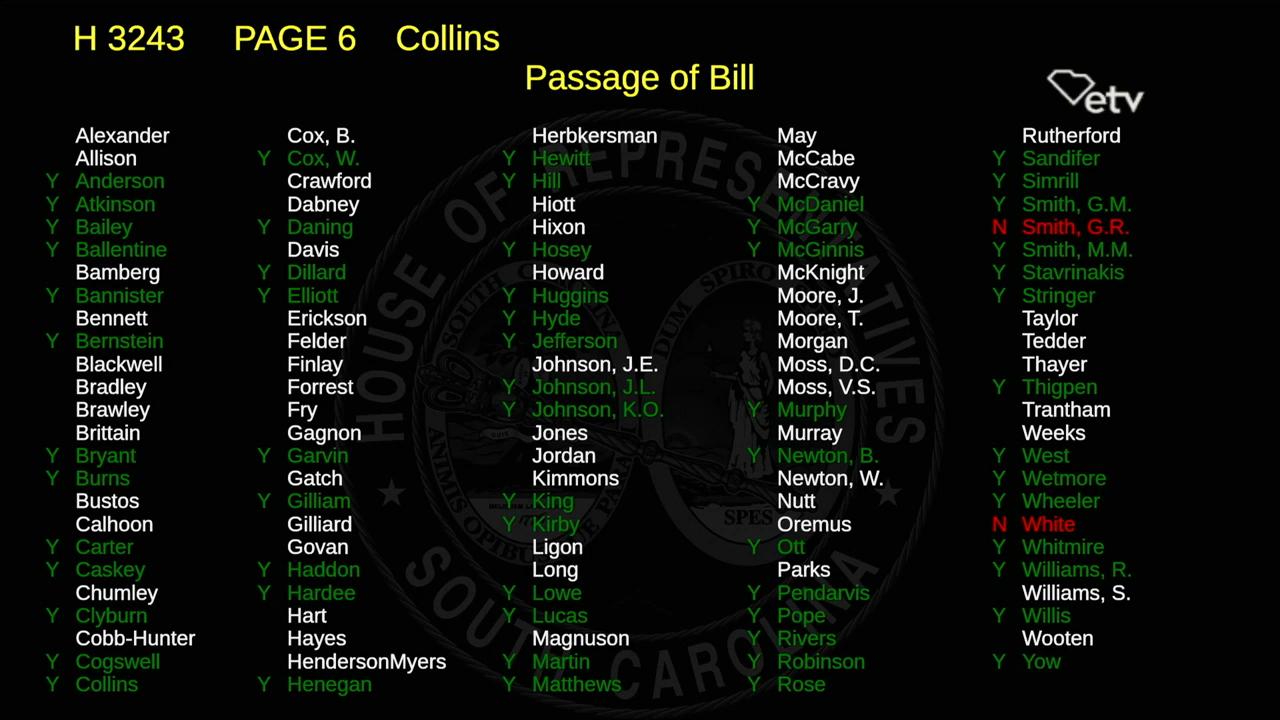 H 3243 PAGE 6 Collins
Passage of Bill
etv
Alexander
Allison
Y Anderson
Y Atkinson
Y Bailey
Y Ballentine
Bamberg
Y Bannister
Bennett
Y Bernstein
Blackwell
Bradley
Brawley
Brittain
Y Bryant
Y Burns
Bustos
Calhoon
Y Carter
Y Caskey
Chumley
Y Clyburn
Cobb-Hunter
Y Cogswell
Y Collins
Cox, B.
Y Cox, W.
Crawford
Dabney
Y Daning
Davis
Y Dillard
Y Elliott
Erickson
Felder
Finlay
Forrest
Fry
Gagnon
Y Garvin
Gatch
Y Gilliam
Gilliard
Govan
Y Haddon
Y Hardee
Hart
Hayes
HendersonMyers
Y Henegan
Herbkersman
Y Hewitt
Y Hill
Hiott
Hixon
Y Hosey
Howard
Y Huggins
Y Hyde
Y Jefferson
Johnson, J.E.
Y Johnson, J.L.
Y Johnson, K.O.
Jones
Jordan
Kimmons
Y King
Y Kirby
Ligon
Long
Y Lowe
Y Lucas
Magnuson
Y Martin
Y Matthews
May
McCabe
McCravy
Y McDaniel
Y McGarry
Y McGinnis
McKnight
Moore, J.
Moore, T.
Morgan
Moss, D.C.
Moss, V.S.
Y Murphy
Murray
Y Newton, B.
Newton, W.
Nutt
Oremus
Y Ott
Parks
Y Pendarvis
Y Pope
Y Rivers
Y Robinson
Y Rose
Rutherford
Y Sandifer
Y Simrill
Y Smith, G.M.
N Smith, G.R.
Y Smith, M.M.
Y Stavrinakis
Y Stringer
Taylor
Tedder
Thayer
Y Thigpen
Trantham
Weeks
Y West
Y Wetmore
Y Wheeler
N White
Y Whitmire
Y Williams, R.
Williams, S.
Y Willis
Wooten
Y Yow
HOUSE OF REPRESENTATIVES
SOUTH CAROLINA
SPES